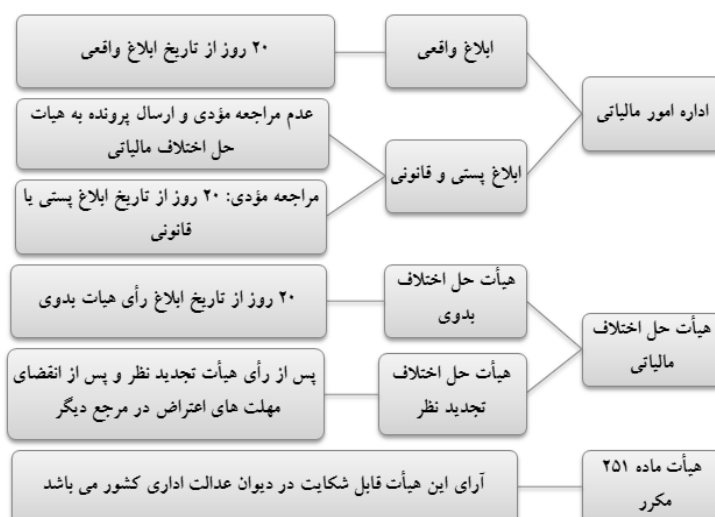 اداره امور مالیاتی
ابلاغ واقعی
۲۰ روز از تاریخ ابلاغ واقعی
ابلاغ پستی و قانونی
عدم مراجعه مؤدی و ارسال پرونده به هیات
حل اختلاف مالیاتی
مراجعه مؤدی: ۲۰ روز از تاریخ ابلاغ پستی یا
قانونی
هیأت حل اختلاف
مالیاتی
هیأت حل اختلاف
بدوی
۲۰ روز از تاریخ ابلاغ رأی هیات بدوی
هیأت حل اختلاف
تجدید نظر
پس از رأی هیأت تجدید نظر و پس از انقضای
مهلت های اعتراض در مرجع دیگر
هیأت ماده ۲۵۱
مکرر
آرای این هیأت قابل شکایت در دیوان عدالت اداری کشور می باشد